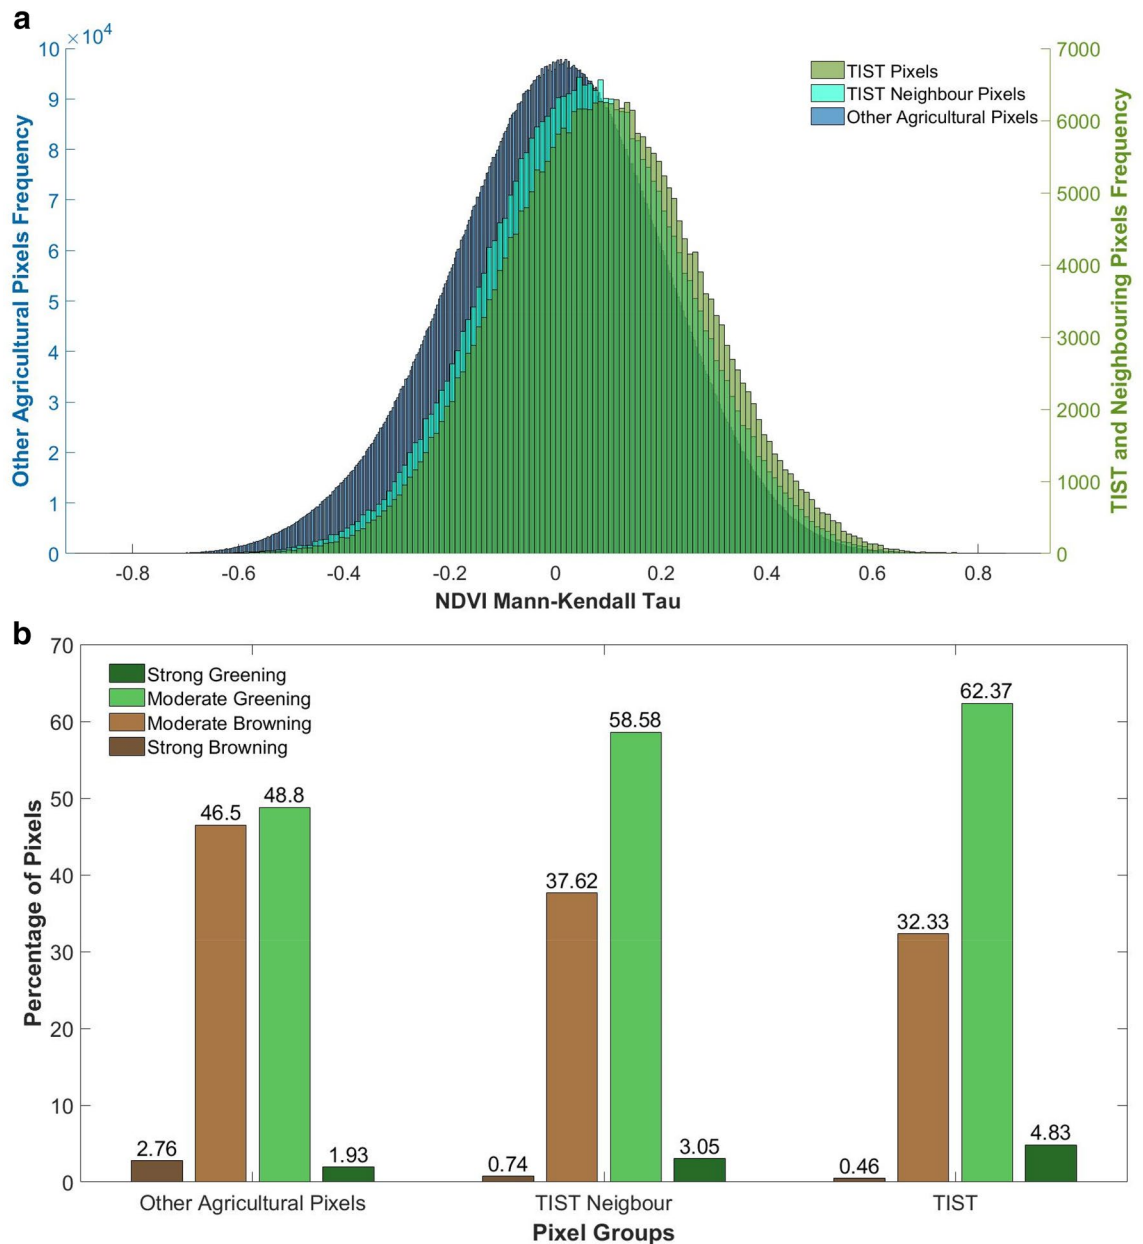 a
×10⁴
10
9
8
7
6
5
4
3
2
1
0
Other Agricultural Pixels Frequency
7000
6000
5000
4000
3000
2000
1000
0
TIST and Neighbouring Pixels Frequency
TIST Pixels
TIST Neighbour Pixels
Other Agricultural Pixels
-0.8 -0.6 -0.4 -0.2 0 0.2 0.4 0.6 0.8
NDVI Mann-Kendall Tau
b
70
60
50
40
30
20
10
0
Percentage of Pixels
Strong Greening
Moderate Greening
Moderate Browning
Strong Browning
2.76 46.5 48.8 1.93
0.74 37.62 58.58 3.05
0.46 32.33 62.37 4.83
Other Agricultural Pixels TIST Neigbour TIST
Pixel Groups